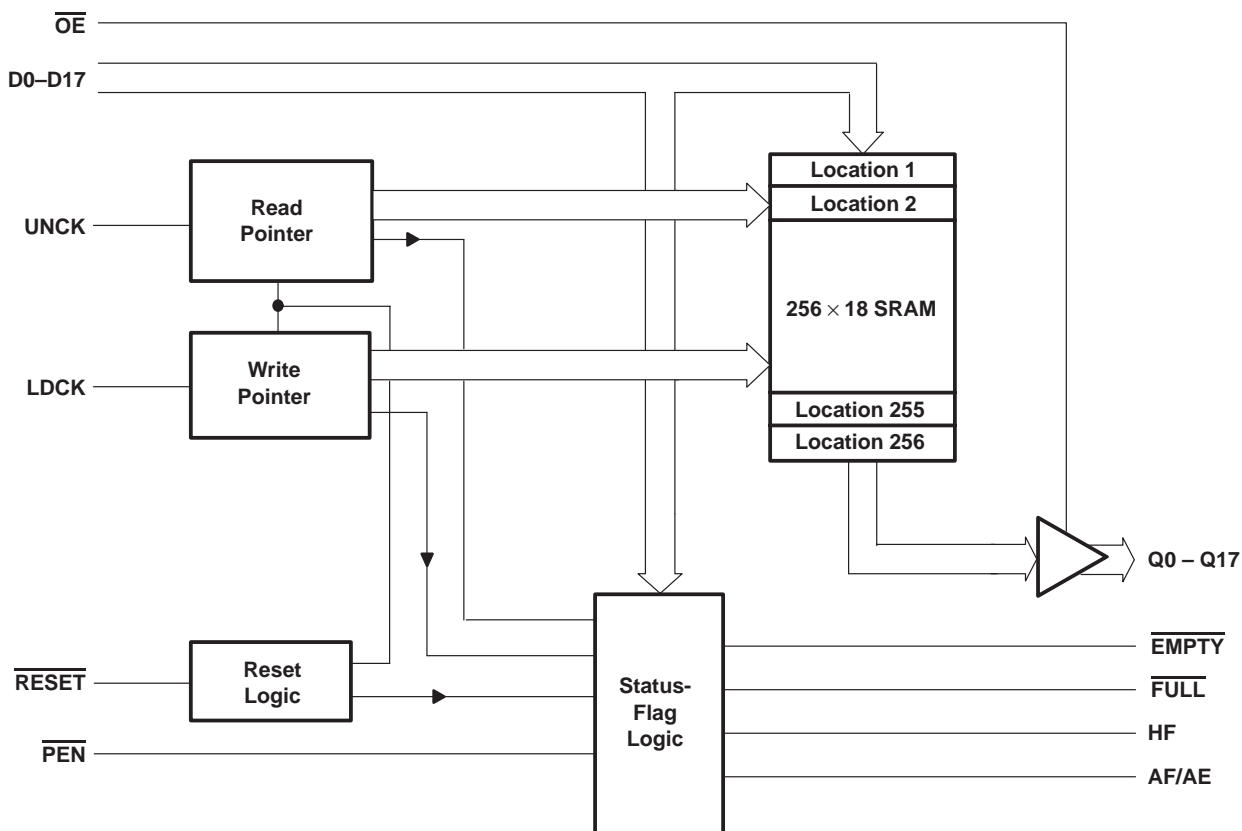 OE
D0–D17
Location 1
Location 2
Read
Pointer
UNCK
256 × 18 SRAM
Write
Pointer
LDCK
Location 255
Location 256
Q0 – Q17
EMPTY
Reset
Logic
RESET
Status-
Flag
Logic
FULL
HF
PEN
AF/AE